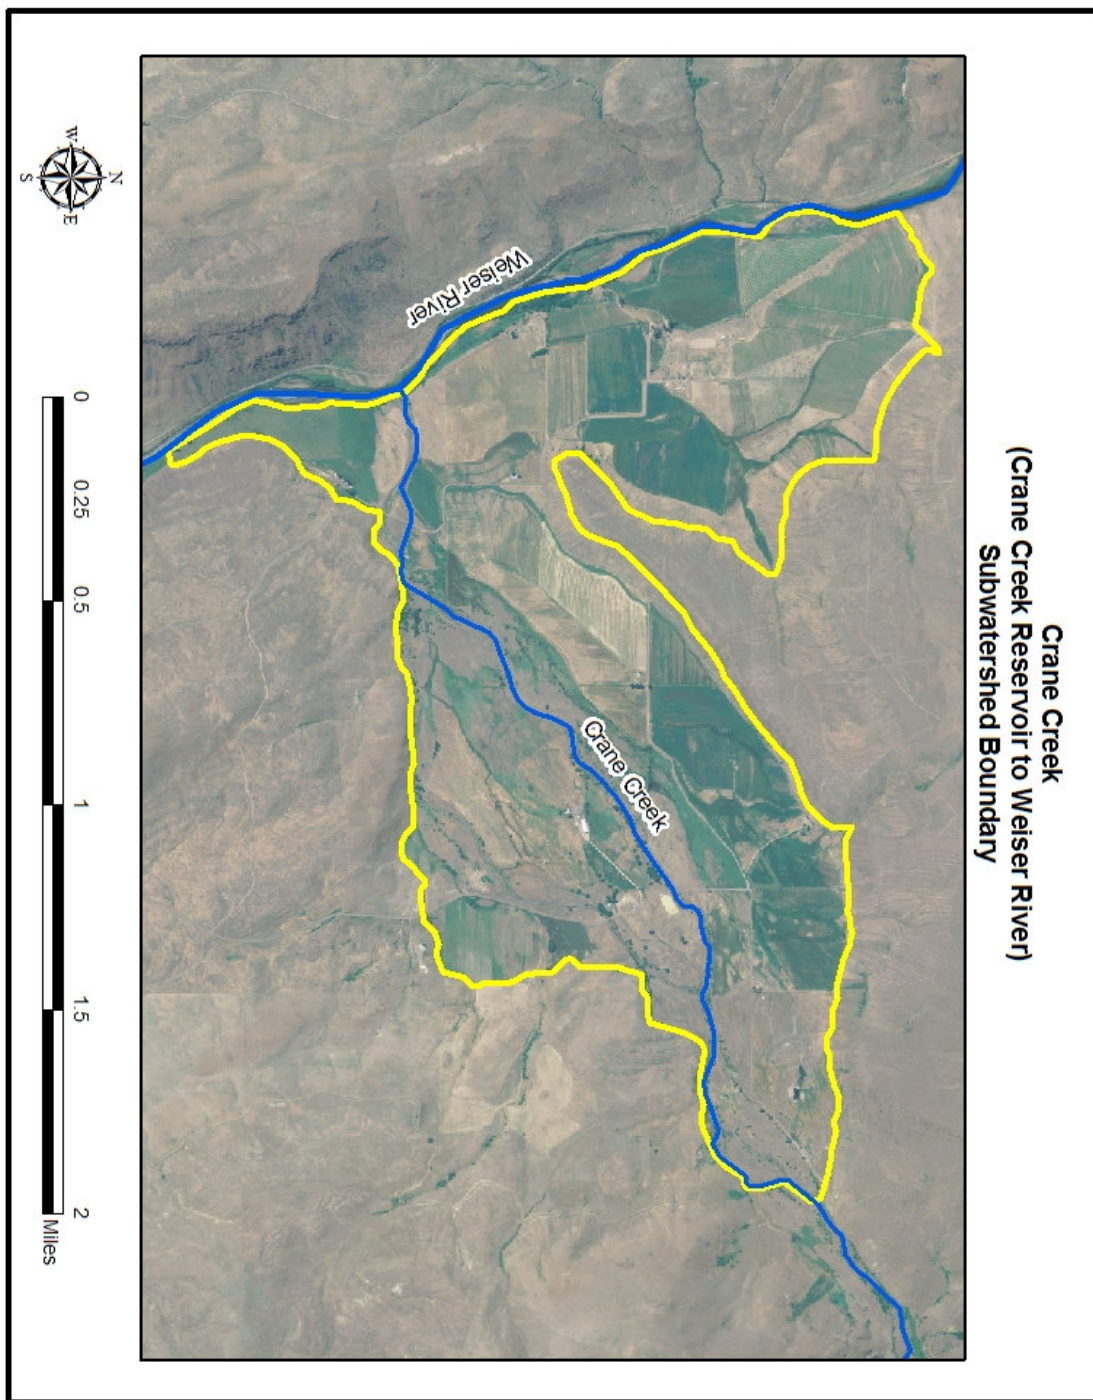 Crane Creek
(Crane Creek Reservoir to Weiser River)
Subwatershed Boundary
Weiser River
Crane Creek
N
W
E
S
0 0.25 0.5 1 1.5 2
Miles